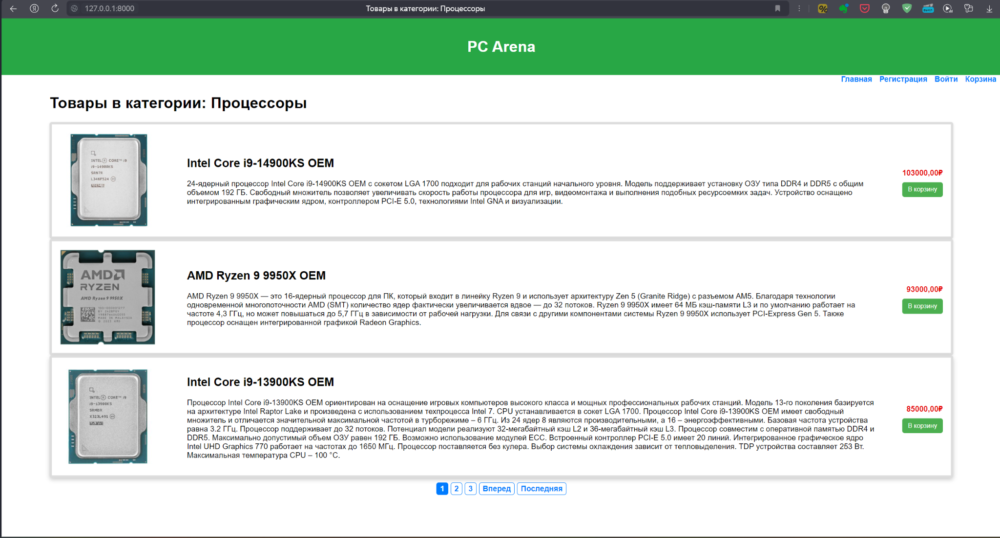 127.0.0.1:8000
Товары в категории: Процессоры
PC Arena
Главная Регистрация Войти Корзина
Товары в категории: Процессоры
INTEL® CORE™ i9
i9-14900KS
SRN7R
L346F524
Intel Core i9-14900KS OEM
24-ядерный процессор Intel Core i9-14900KS OEM с сокетом LGA 1700 подходит для рабочих станций начального уровня. Модель поддерживает установку ОЗУ типа DDR4 и DDR5 с общим
объемом 192 ГБ. Свободный множитель позволяет увеличивать скорость работы процессора для игр, видеомонтажа и выполнения подобных ресурсоемких задач. Устройство оснащено
интегрированным графическим ядром, контроллером PCI-E 5.0, технологиями Intel GNA и визуализации.
103000,00₽
В корзину
AMD
RYZEN
AMD Ryzen 9 9950X
MADE IN MALAYSIA
© 2023 AMD
AMD Ryzen 9 9950X OEM
AMD Ryzen 9 9950X — это 16-ядерный процессор для ПК, который входит в линейку Ryzen 9 и использует архитектуру Zen 5 (Granite Ridge) с разъемом AM5. Благодаря технологии
одновременной многопоточности AMD (SMT) количество ядер фактически увеличивается вдвое — до 32 потоков. Ryzen 9 9950X имеет 64 МБ кэш-памяти L3 и по умолчанию работает на
частоте 4,3 ГГц, но может повышаться до 5,7 ГГц в зависимости от рабочей нагрузки. Для связи с другими компонентами системы Ryzen 9 9950X использует PCI-Express Gen 5. Также
процессор оснащен интегрированной графикой Radeon Graphics.
93000,00₽
В корзину
INTEL® CORE™ i9
i9-13900KS
SRMBX
X323L491
Intel Core i9-13900KS OEM
Процессор Intel Core i9-13900KS OEM ориентирован на оснащение игровых компьютеров высокого класса и мощных профессиональных рабочих станций. Модель 13-го поколения базируется
на архитектуре Intel Raptor Lake и произведена с использованием техпроцесса Intel 7. CPU устанавливается в сокет LGA 1700. Процессор Intel Core i9-13900KS OEM имеет свободный
множитель и отличается значительной максимальной частотой в турборежиме – 6 ГГц. Из 24 ядер 8 являются производительными, а 16 – энергоэффективными. Базовая частота устройства
равна 3.2 ГГц. Процессор поддерживает до 32 потоков. Потенциал модели реализуют 32-мегабайтный кэш L2 и 36-мегабайтный кэш L3. Процессор совместим с оперативной памятью DDR4 и
DDR5. Максимально допустимый объем ОЗУ равен 192 ГБ. Возможно использование модулей ECC. Встроенный контроллер PCI-E 5.0 имеет 20 линий. Интегрированное графическое ядро
Intel UHD Graphics 770 работает на частотах до 1650 МГц. Процессор поставляется без кулера. Выбор системы охлаждения зависит от тепловыделения. TDP устройства составляет 253 Вт.
Максимальная температура CPU – 100 °C.
85000,00₽
В корзину
1 2 3 Вперед Последняя